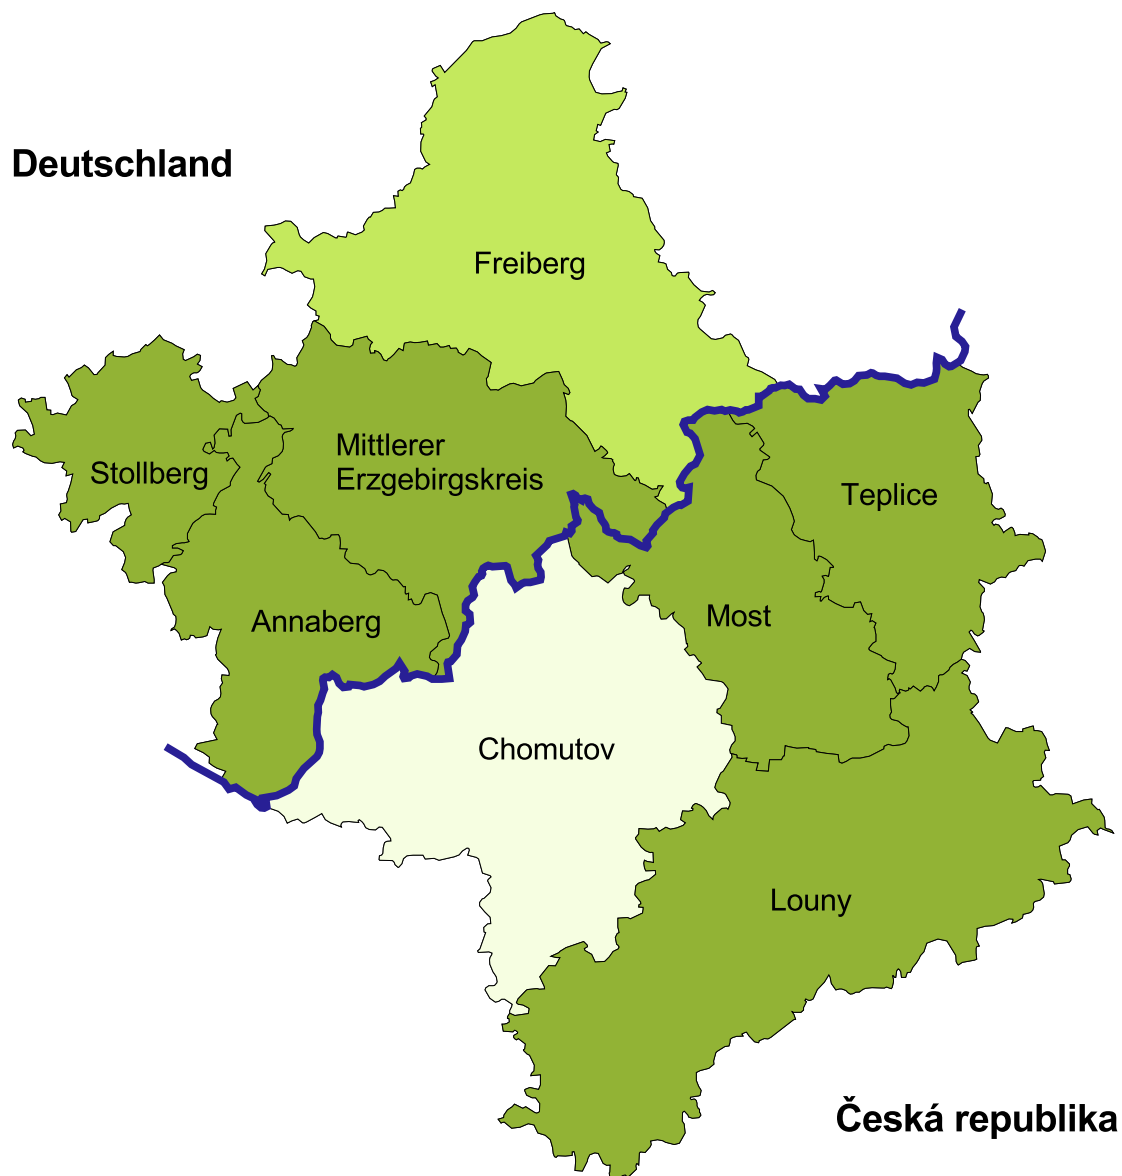 Deutschland
Freiberg
Mittlerer
Erzgebirgskreis
Stollberg
Teplice
Annaberg
Most
Chomutov
Louny
Česká republika